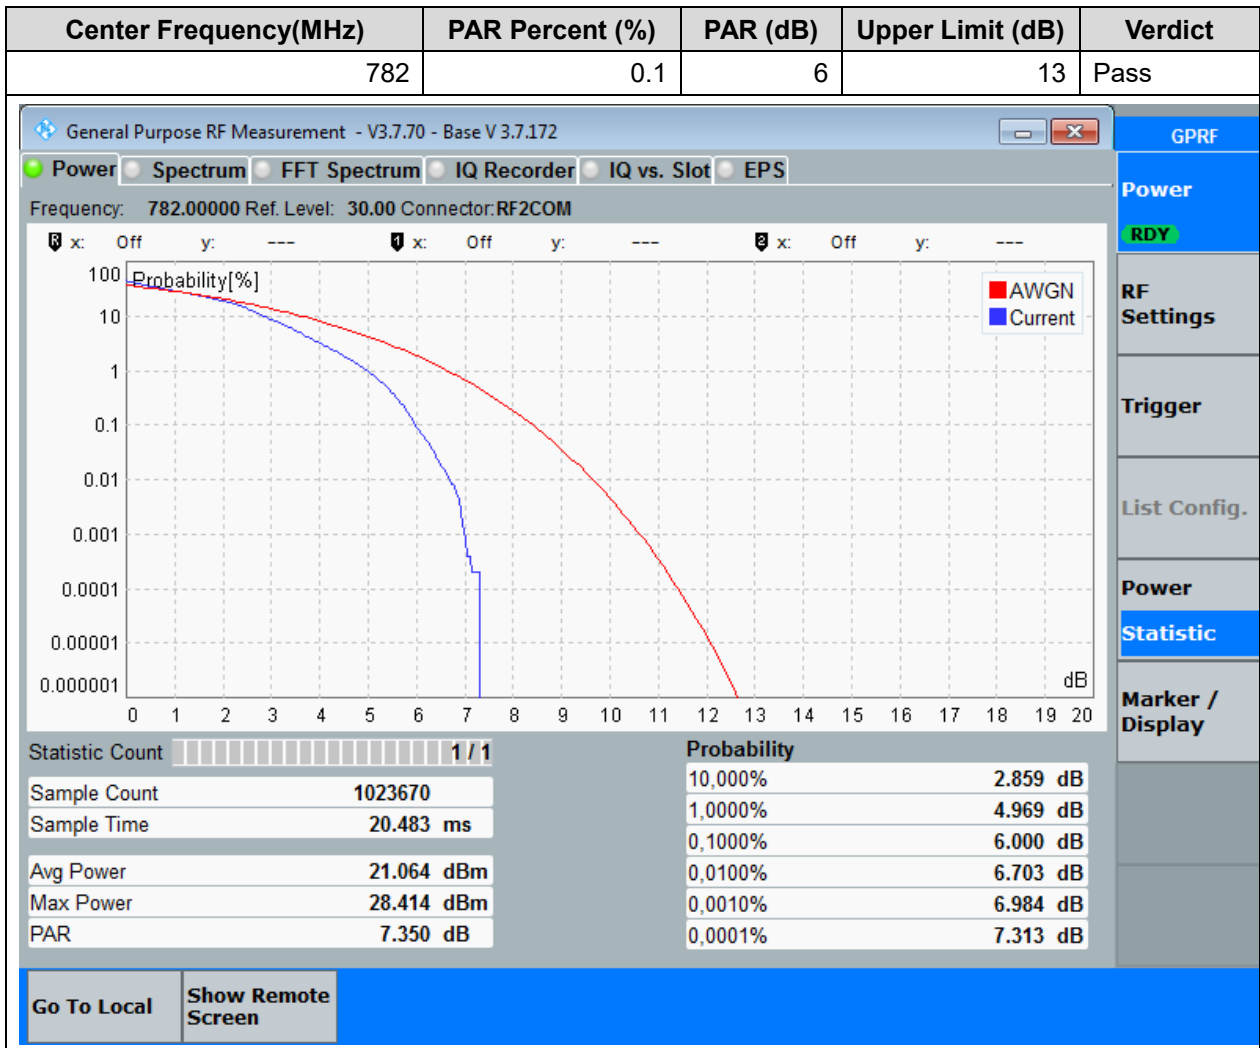 Center Frequency(MHz) PAR Percent (%) PAR (dB) Upper Limit (dB) Verdict
782 0.1 6 13 Pass
General Purpose RF Measurement - V3.7.70 - Base V 3.7.172
GPRF
Power Spectrum FFT Spectrum IQ Recorder IQ vs. Slot EPS
Power
RDY
Frequency: 782.00000 Ref. Level: 30.00 Connector:RF2COM
R x: Off y: --- 1 x: Off y: --- 2 x: Off y: ---
Probability[%]
AWGN
Current
100
10
1
0.1
0.01
0.001
0.0001
0.00001
0.000001
dB
0 1 2 3 4 5 6 7 8 9 10 11 12 13 14 15 16 17 18 19 20
RF
Settings
Trigger
List Config.
Power
Statistic
Marker /
Display
Statistic Count 1 / 1
Sample Count 1023670
Sample Time 20.483 ms
Avg Power 21.064 dBm
Max Power 28.414 dBm
PAR 7.350 dB
Probability
10,000% 2.859 dB
1,0000% 4.969 dB
0,1000% 6.000 dB
0,0100% 6.703 dB
0,0010% 6.984 dB
0,0001% 7.313 dB
Go To Local
Show Remote
Screen